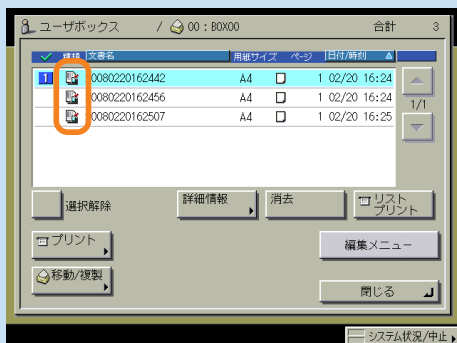 ユーザボックス / 00 : BOX00 合計 3
種類 文書名 用紙サイズ ページ 日付/時刻
1 0080220162442 A4 1 02/20 16:24
0080220162456 A4 1 02/20 16:24
0080220162507 A4 1 02/20 16:25
1/1
選択解除 詳細情報 消去 リスト
プリント
プリント 編集メニュー
移動/複製
閉じる
システム状況/中止